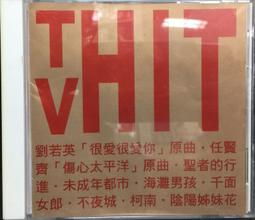 TV HIT
劉若英「很愛很愛你」原曲·任賢
齊「傷心太平洋」原曲·聖者的行
進·未成年都市·海灘男孩·千面
女郎·不夜城·柯南·陰陽姊妹花